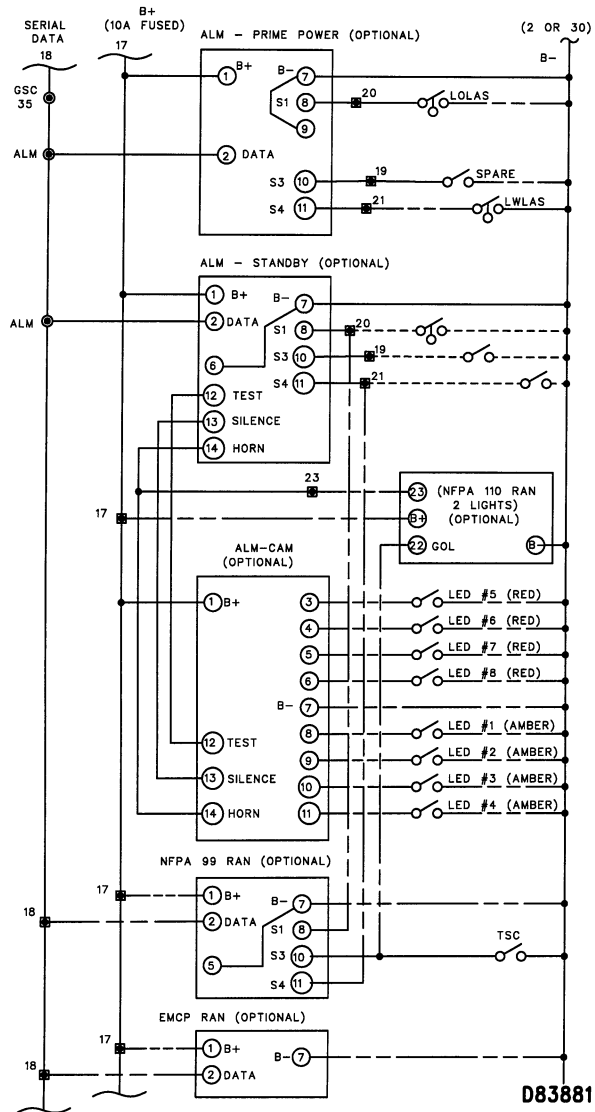 SERIAL
DATA
18
B+
(10A FUSED)
17
(2 OR 30)
B-
GSC
35
ALM - PRIME POWER (OPTIONAL)
1 B+
B- 7
S1 8
20
LOLAS
9
ALM
2 DATA
S3 10
19
SPARE
S4 11
21
LWLAS
ALM - STANDBY (OPTIONAL)
1 B+
B- 7
ALM
2 DATA
S1 8
20
S3 10
19
6
S4 11
21
12 TEST
13 SILENCE
14 HORN
23
23 (NFPA 110 RAN
2 LIGHTS)
(OPTIONAL)
17
B+
22 GOL
B-
ALM-CAM
(OPTIONAL)
1 B+
3
LED #5 (RED)
4
LED #6 (RED)
5
LED #7 (RED)
6
LED #8 (RED)
B- 7
8
LED #1 (AMBER)
12 TEST
9
LED #2 (AMBER)
13 SILENCE
10
LED #3 (AMBER)
14 HORN
11
LED #4 (AMBER)
NFPA 99 RAN (OPTIONAL)
17
1 B+
B- 7
18
2 DATA
S1 8
5
S3 10
TSC
S4 11
EMCP RAN (OPTIONAL)
17
1 B+
B- 7
18
2 DATA
D83881